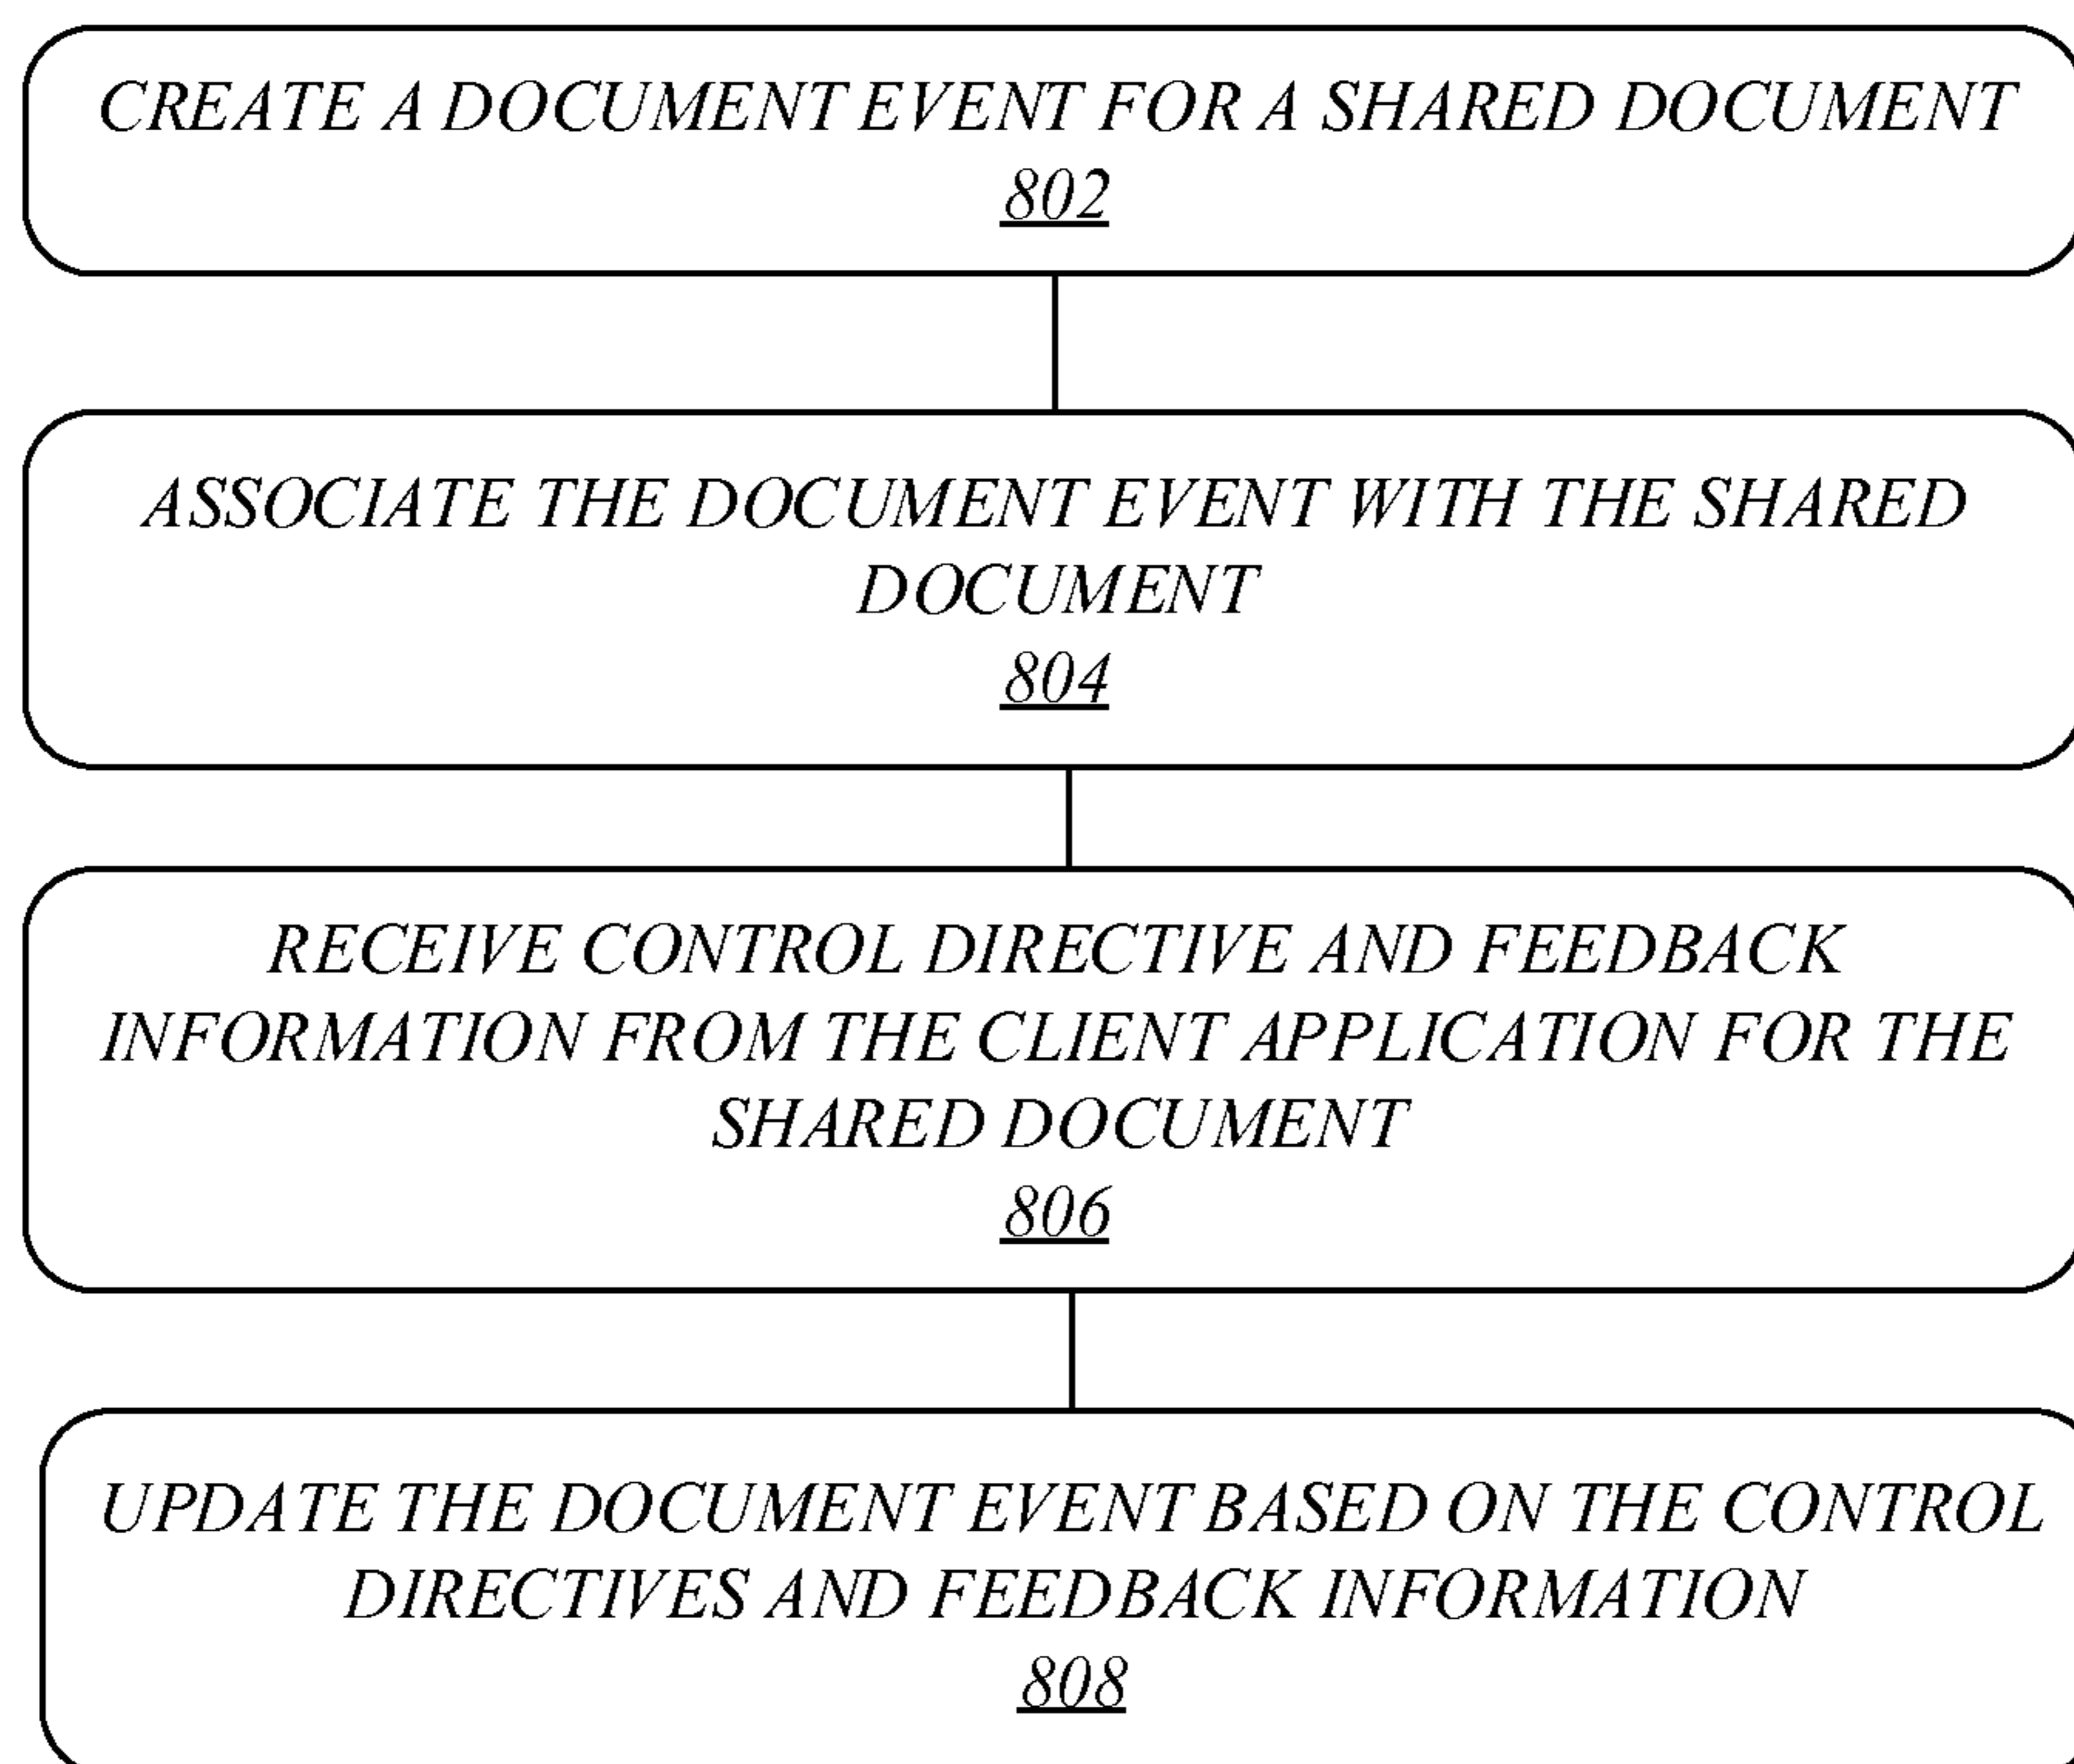 CREATE A DOCUMENT EVENT FOR A SHARED DOCUMENT
802
ASSOCIATE THE DOCUMENT EVENT WITH THE SHARED
DOCUMENT
804
RECEIVE CONTROL DIRECTIVE AND FEEDBACK
INFORMATION FROM THE CLIENT APPLICATION FOR THE
SHARED DOCUMENT
806
UPDATE THE DOCUMENT EVENT BASED ON THE CONTROL
DIRECTIVES AND FEEDBACK INFORMATION
808